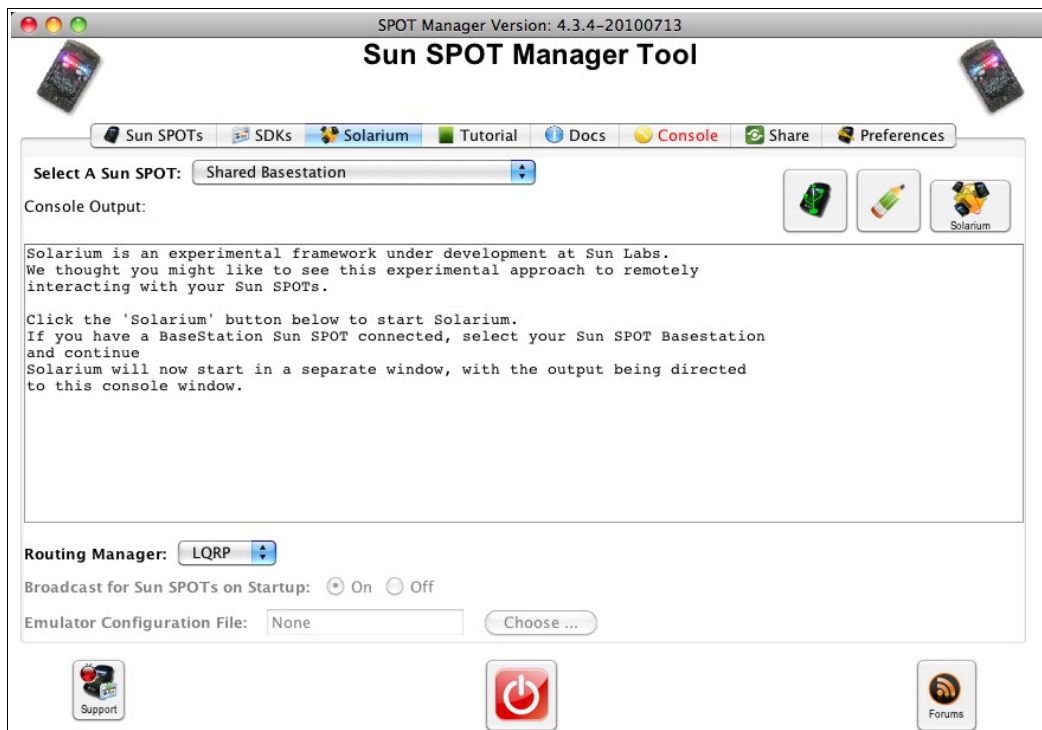 SPOT Manager Version: 4.3.4-20100713
Sun SPOT Manager Tool
Sun SPOTs SDKs Solarium Tutorial Docs Console Share Preferences
Select A Sun SPOT: Shared Basestation
Console Output:
Solarium
Solarium is an experimental framework under development at Sun Labs.
We thought you might like to see this experimental approach to remotely
interacting with your Sun SPOTs.
Click the 'Solarium' button below to start Solarium.
If you have a BaseStation Sun SPOT connected, select your Sun SPOT Basestation
and continue
Solarium will now start in a separate window, with the output being directed
to this console window.
Routing Manager: LQRP
Broadcast for Sun SPOTs on Startup: On Off
Emulator Configuration File: None Choose ...
Support Forums